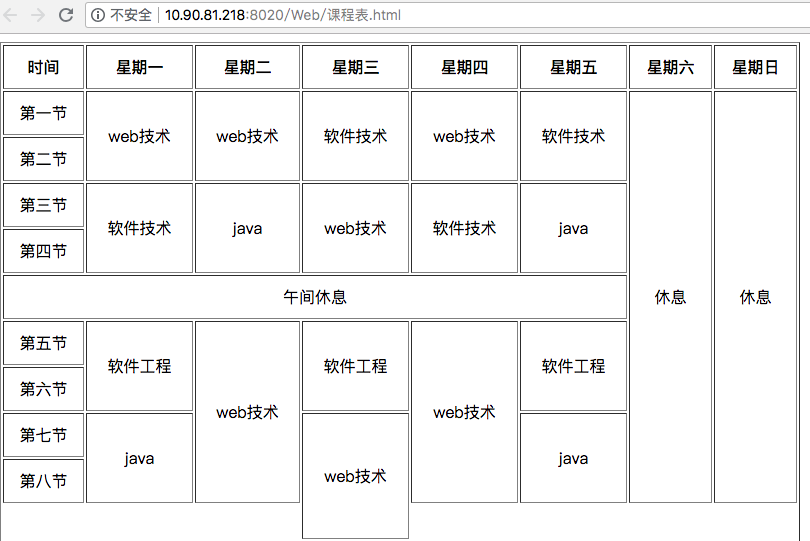 不安全 10.90.81.218:8020/Web/课程表.html
时间 星期一 星期二 星期三 星期四 星期五 星期六 星期日
第一节
web技术 web技术 软件技术 web技术 软件技术
第二节
第三节
软件技术 java web技术 软件技术 java
第四节
午间休息 休息 休息
第五节
软件工程 软件工程 软件工程
第六节
web技术 web技术
第七节
java java
web技术
第八节